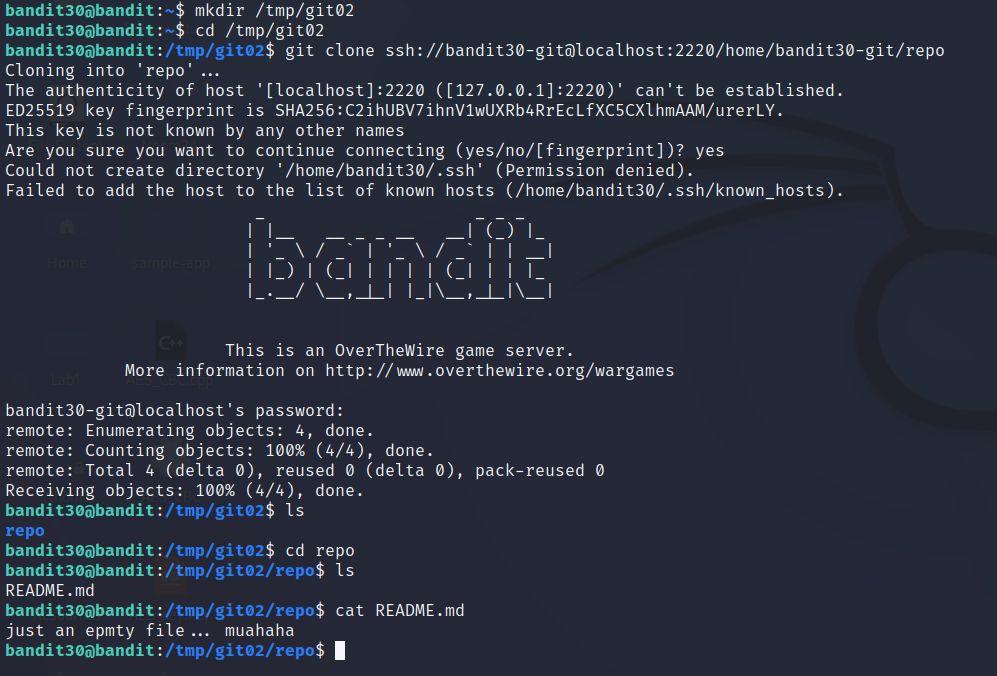 bandit30@bandit:~$ mkdir /tmp/git02
bandit30@bandit:~$ cd /tmp/git02
bandit30@bandit:/tmp/git02$ git clone ssh://bandit30-git@localhost:2220/home/bandit30-git/repo
Cloning into 'repo'...
The authenticity of host '[localhost]:2220 ([127.0.0.1]:2220)' can't be established.
ED25519 key fingerprint is SHA256:C2ihUBV7ihnV1wUXRb4RrEcLfXC5CXlhmAAM/urerLY.
This key is not known by any other names
Are you sure you want to continue connecting (yes/no/[fingerprint])? yes
Could not create directory '/home/bandit30/.ssh' (Permission denied).
Failed to add the host to the list of known hosts (/home/bandit30/.ssh/known_hosts).
bandit
This is an OverTheWire game server.
More information on http://www.overthewire.org/wargames
bandit30-git@localhost's password:
remote: Enumerating objects: 4, done.
remote: Counting objects: 100% (4/4), done.
remote: Total 4 (delta 0), reused 0 (delta 0), pack-reused 0
Receiving objects: 100% (4/4), done.
bandit30@bandit:/tmp/git02$ ls
repo
bandit30@bandit:/tmp/git02$ cd repo
bandit30@bandit:/tmp/git02/repo$ ls
README.md
bandit30@bandit:/tmp/git02/repo$ cat README.md
just an epmty file... muahaha
bandit30@bandit:/tmp/git02/repo$
Home
sample-app
C++